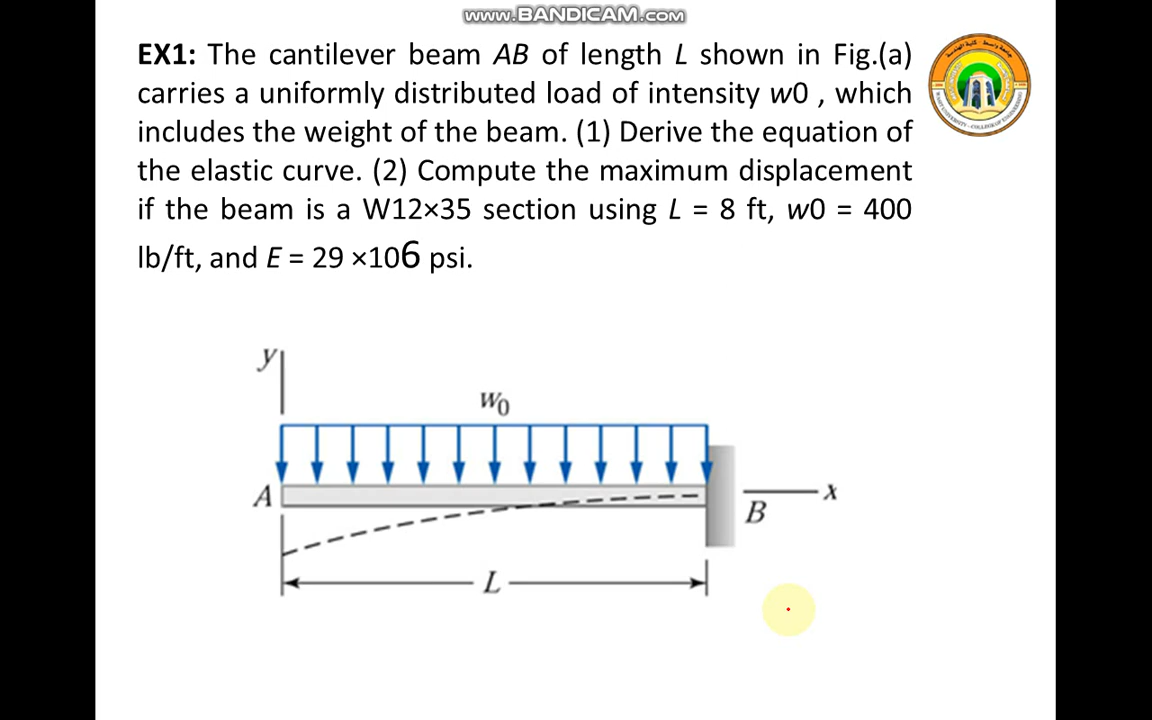 www.BANDICAM.com
EX1: The cantilever beam AB of length L shown in Fig.(a)
carries a uniformly distributed load of intensity w0 , which
includes the weight of the beam. (1) Derive the equation of
the elastic curve. (2) Compute the maximum displacement
if the beam is a W12×35 section using L = 8 ft, w0 = 400
lb/ft, and E = 29 ×106 psi.
y
w0
A
x
B
L